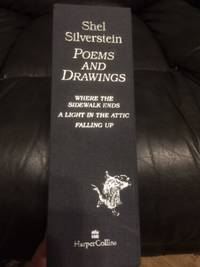 Shel
Silverstein
POEMS
AND
DRAWINGS
WHERE THE
SIDEWALK ENDS
A LIGHT IN THE ATTIC
FALLING UP
HarperCollins